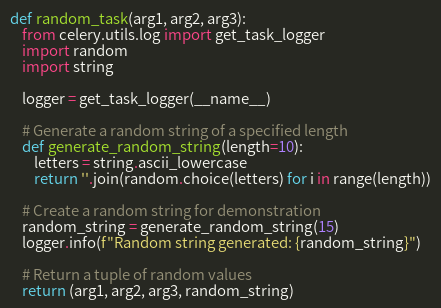 def random_task(arg1, arg2, arg3):
    from celery.utils.log import get_task_logger
    import random
    import string

    logger = get_task_logger(__name__)

    # Generate a random string of a specified length
    def generate_random_string(length=10):
        letters = string.ascii_lowercase
        return ''.join(random.choice(letters) for i in range(length))

    # Create a random string for demonstration
    random_string = generate_random_string(15)
    logger.info(f"Random string generated: {random_string}")

    # Return a tuple of random values
    return (arg1, arg2, arg3, random_string)